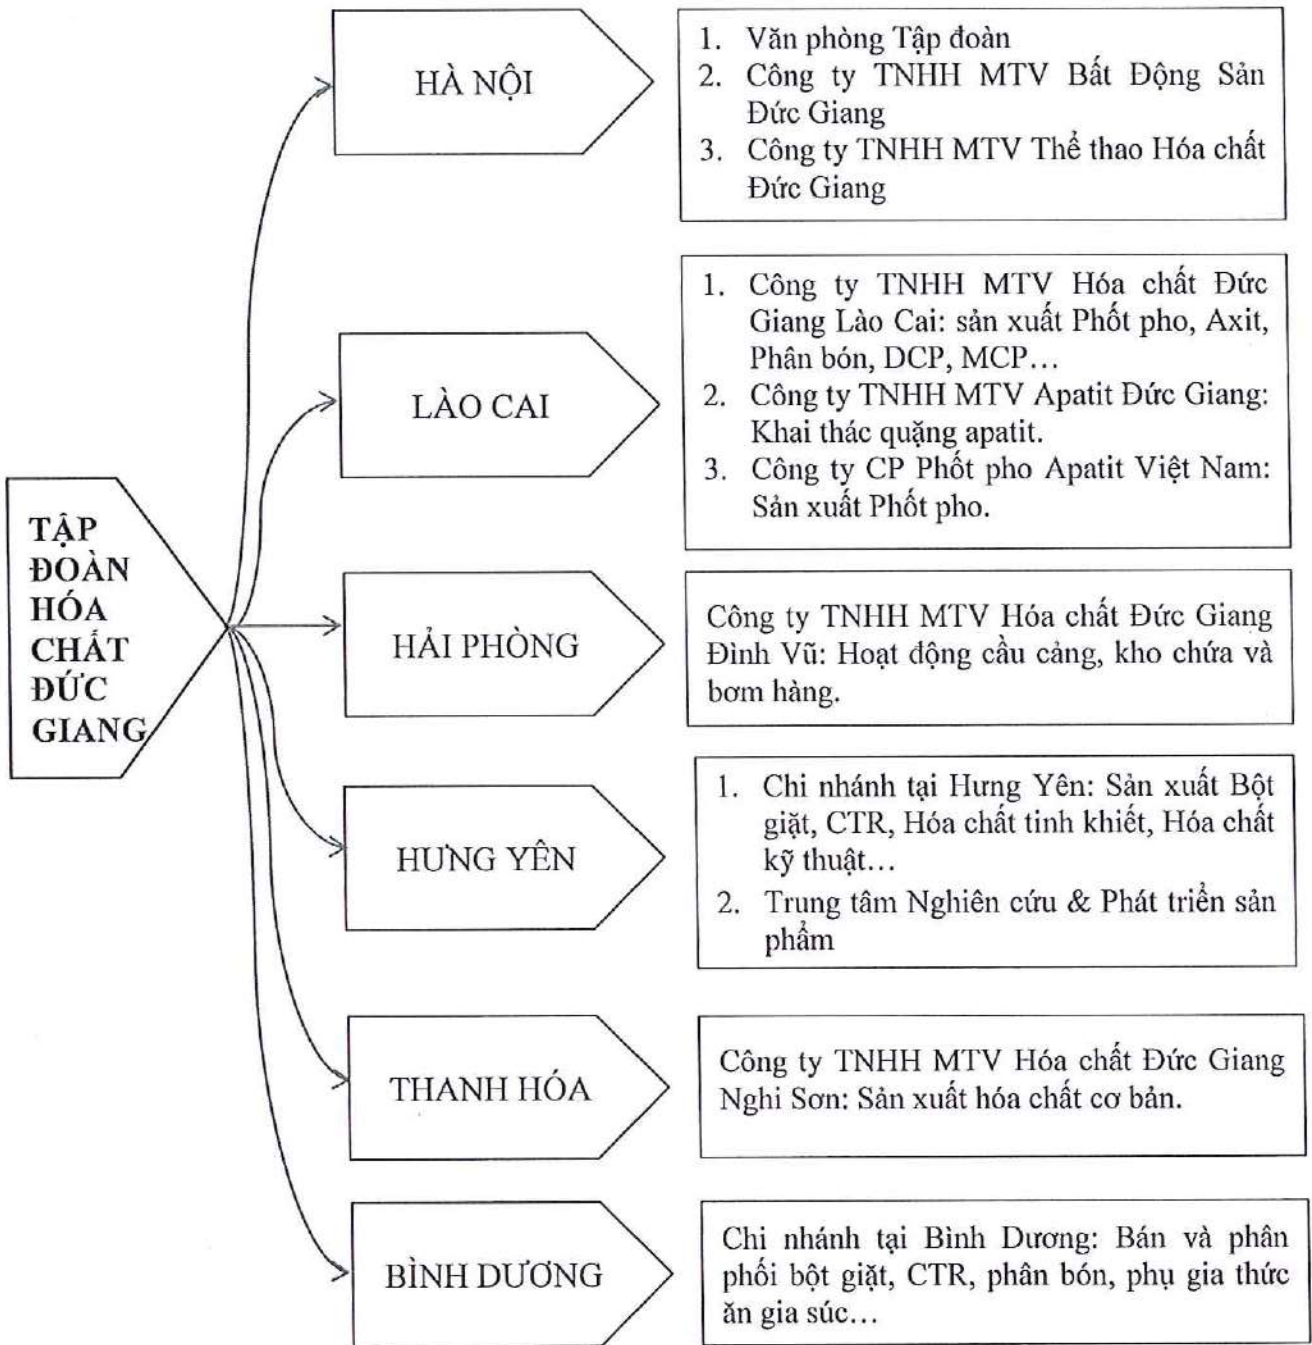 TẬP
ĐOÀN
HÓA
CHẤT
ĐỨC
GIANG
HÀ NỘI
1. Văn phòng Tập đoàn
2. Công ty TNHH MTV Bất Động Sản
Đức Giang
3. Công ty TNHH MTV Thể thao Hóa chất
Đức Giang
LÀO CAI
1. Công ty TNHH MTV Hóa chất Đức
Giang Lào Cai: sản xuất Phốt pho, Axit,
Phân bón, DCP, MCP…
2. Công ty TNHH MTV Apatit Đức Giang:
Khai thác quặng apatit.
3. Công ty CP Phốt pho Apatit Việt Nam:
Sản xuất Phốt pho.
HẢI PHÒNG
Công ty TNHH MTV Hóa chất Đức Giang
Đình Vũ: Hoạt động cầu cảng, kho chứa và
bơm hàng.
HƯNG YÊN
1. Chi nhánh tại Hưng Yên: Sản xuất Bột
giặt, CTR, Hóa chất tinh khiết, Hóa chất
kỹ thuật…
2. Trung tâm Nghiên cứu & Phát triển sản
phẩm
THANH HÓA
Công ty TNHH MTV Hóa chất Đức Giang
Nghi Sơn: Sản xuất hóa chất cơ bản.
BÌNH DƯƠNG
Chi nhánh tại Bình Dương: Bán và phân
phối bột giặt, CTR, phân bón, phụ gia thức
ăn gia súc…